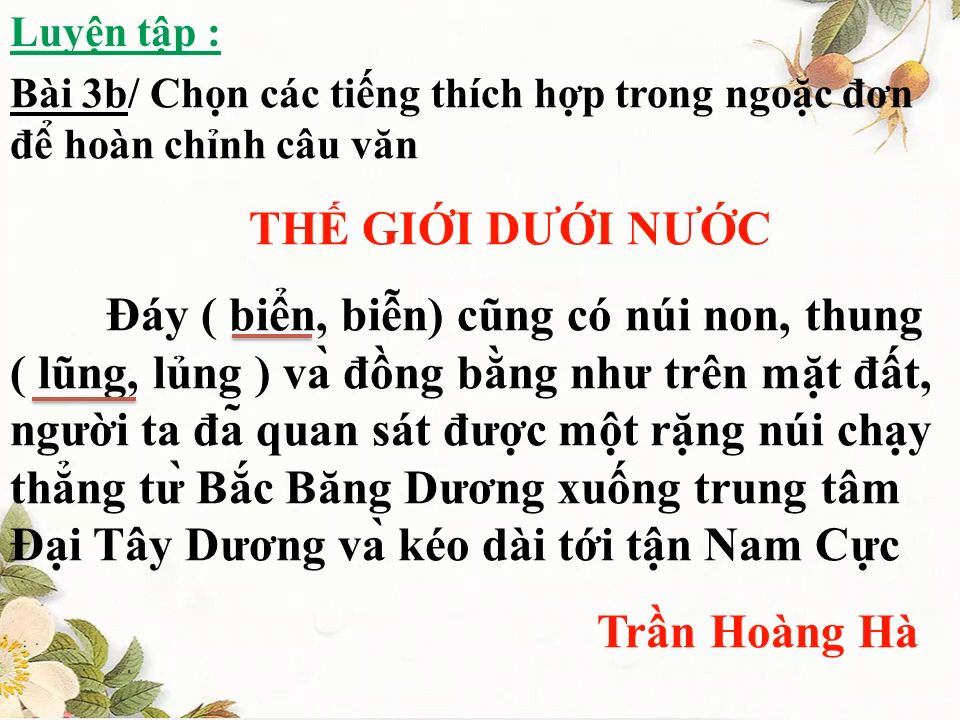 Luyện tập :
Bài 3b/ Chọn các tiếng thích hợp trong ngoặc đơn
để hoàn chỉnh câu văn
THẾ GIỚI DƯỚI NƯỚC
Đáy ( biển, biễn) cũng có núi non, thung
( lũng, lủng ) và đồng bằng như trên mặt đất,
người ta đã quan sát được một rặng núi chạy
thẳng từ Bắc Băng Dương xuống trung tâm
Đại Tây Dương và kéo dài tới tận Nam Cực
Trần Hoàng Hà